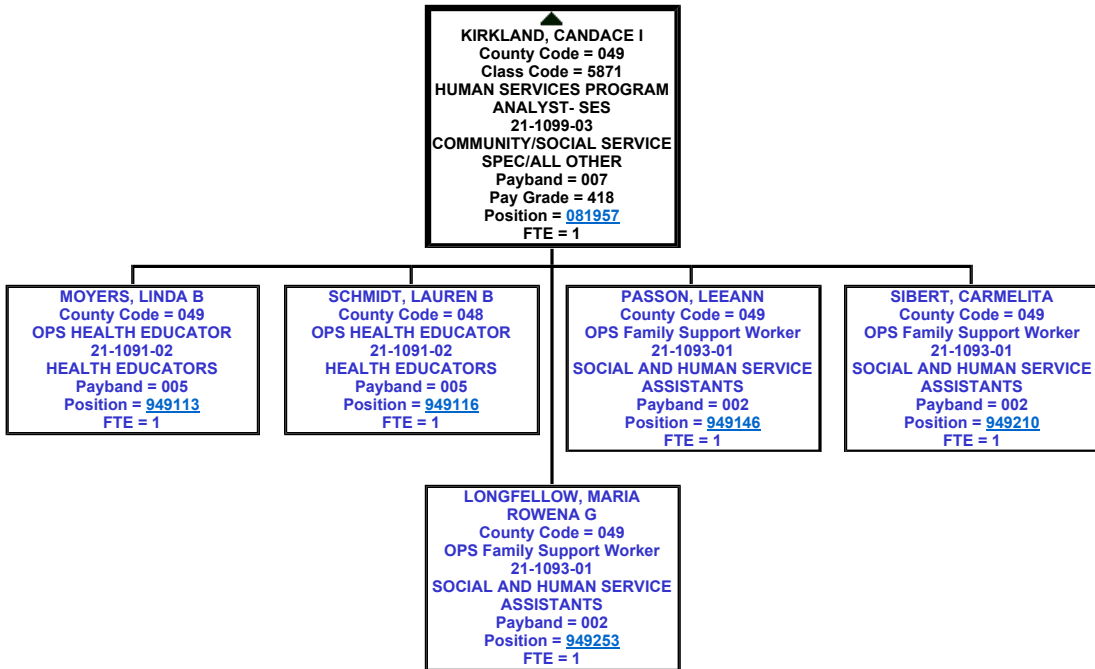 KIRKLAND, CANDACE I
County Code = 049
Class Code = 5871
HUMAN SERVICES PROGRAM
ANALYST- SES
21-1099-03
COMMUNITY/SOCIAL SERVICE
SPEC/ALL OTHER
Payband = 007
Pay Grade = 418
Position = 081957
FTE = 1
MOYERS, LINDA B
County Code = 049
OPS HEALTH EDUCATOR
21-1091-02
HEALTH EDUCATORS
Payband = 005
Position = 949113
FTE = 1
SCHMIDT, LAUREN B
County Code = 048
OPS HEALTH EDUCATOR
21-1091-02
HEALTH EDUCATORS
Payband = 005
Position = 949116
FTE = 1
PASSON, LEEANN
County Code = 049
OPS Family Support Worker
21-1093-01
SOCIAL AND HUMAN SERVICE
ASSISTANTS
Payband = 002
Position = 949146
FTE = 1
SIBERT, CARMELITA
County Code = 049
OPS Family Support Worker
21-1093-01
SOCIAL AND HUMAN SERVICE
ASSISTANTS
Payband = 002
Position = 949210
FTE = 1
LONGFELLOW, MARIA
ROWENA G
County Code = 049
OPS Family Support Worker
21-1093-01
SOCIAL AND HUMAN SERVICE
ASSISTANTS
Payband = 002
Position = 949253
FTE = 1